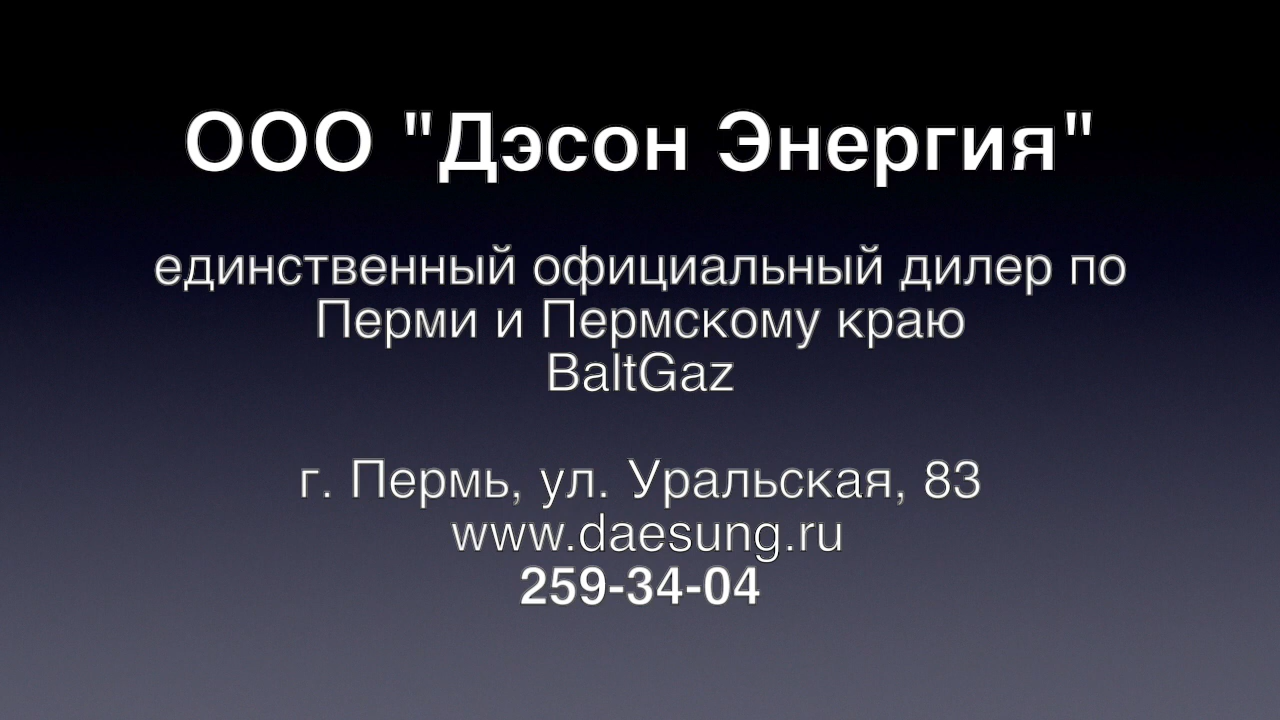 ООО "Дэсон Энергия"
единственный официальный дилер по
Перми и Пермскому краю
BaltGaz
г. Пермь, ул. Уральская, 83
www.daesung.ru
259-34-04